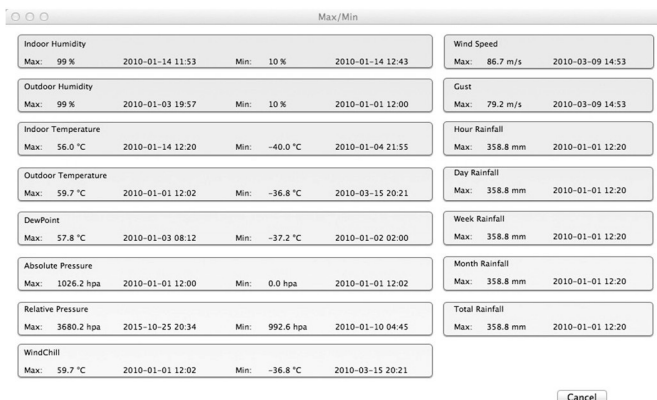 Max/Min
Indoor Humidity
Max: 99 % 2010-01-14 11:53 Min: 10 % 2010-01-14 12:43
Outdoor Humidity
Max: 99 % 2010-01-03 19:57 Min: 10 % 2010-01-01 12:00
Indoor Temperature
Max: 56.0 °C 2010-01-14 12:20 Min: -40.0 °C 2010-01-04 21:55
Outdoor Temperature
Max: 59.7 °C 2010-01-01 12:02 Min: -36.8 °C 2010-03-15 20:21
DewPoint
Max: 57.8 °C 2010-01-03 08:12 Min: -37.2 °C 2010-01-02 02:00
Absolute Pressure
Max: 1026.2 hpa 2010-01-01 12:00 Min: 0.0 hpa 2010-01-01 12:02
Relative Pressure
Max: 3680.2 hpa 2015-10-25 20:34 Min: 992.6 hpa 2010-01-10 04:45
WindChill
Max: 59.7 °C 2010-01-01 12:02 Min: -36.8 °C 2010-03-15 20:21
Wind Speed
Max: 86.7 m/s 2010-03-09 14:53
Gust
Max: 79.2 m/s 2010-03-09 14:53
Hour Rainfall
Max: 358.8 mm 2010-01-01 12:20
Day Rainfall
Max: 358.8 mm 2010-01-01 12:20
Week Rainfall
Max: 358.8 mm 2010-01-01 12:20
Month Rainfall
Max: 358.8 mm 2010-01-01 12:20
Total Rainfall
Max: 358.8 mm 2010-01-01 12:20
Cancel